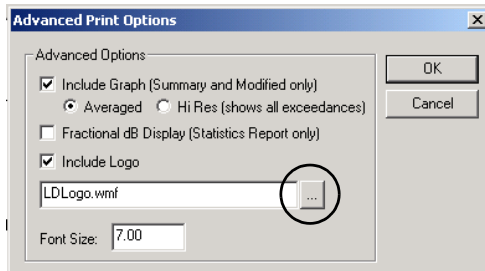 Advanced Print Options
Advanced Options
Include Graph (Summary and Modified only)
Averaged Hi Res (shows all exceedances)
Fractional dB Display (Statistics Report only)
Include Logo
LDLogo.wmf ...
Font Size: 7.00
OK
Cancel